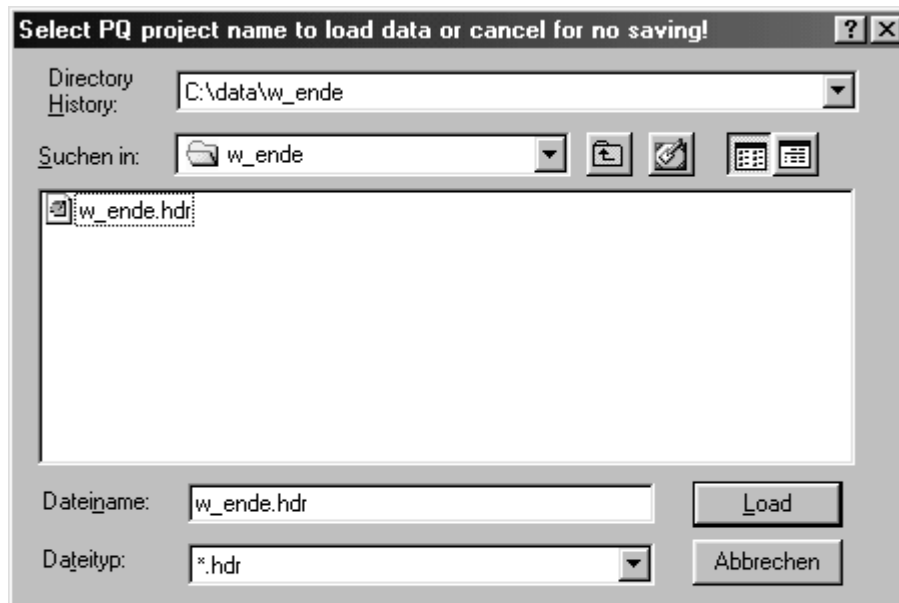 Select PQ project name to load data or cancel for no saving!
Directory
History:
C:\data\w_ende
Suchen in:
w_ende
w_ende.hdr
Dateiname:
w_ende.hdr
Load
Dateityp:
*.hdr
Abbrechen